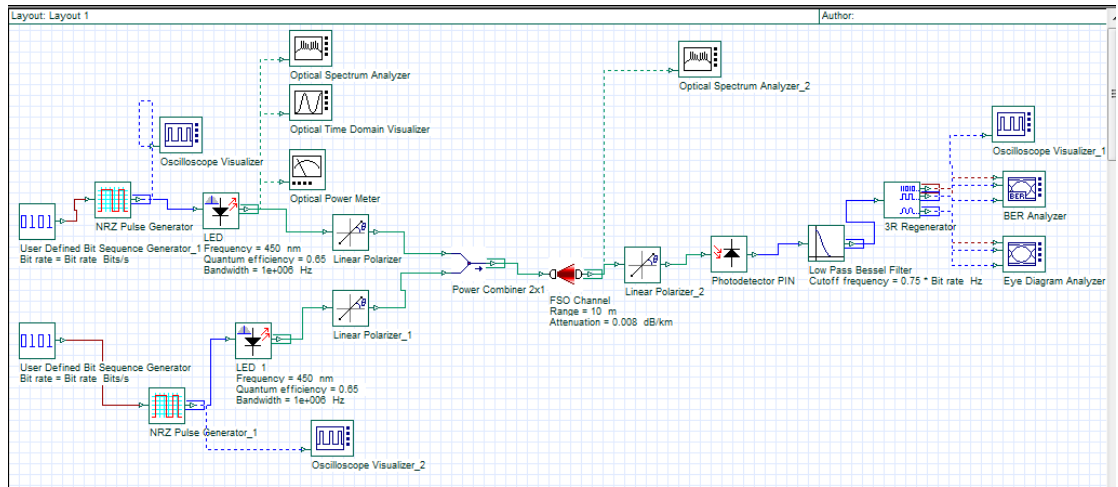 Layout: Layout 1
Author:
Optical Spectrum Analyzer
Optical Time Domain Visualizer
Optical Power Meter
Oscilloscope Visualizer
0101
User Defined Bit Sequence Generator_1
Bit rate = Bit rate Bits/s
NRZ Pulse Generator
LED
Frequency = 450 nm
Quantum efficiency = 0.65
Bandwidth = 1e+006 Hz
Linear Polarizer
Linear Polarizer_1
Power Combiner 2x1
0101
User Defined Bit Sequence Generator
Bit rate = Bit rate Bits/s
NRZ Pulse Generator_1
LED_1
Frequency = 450 nm
Quantum efficiency = 0.65
Bandwidth = 1e+006 Hz
Oscilloscope Visualizer_2
Optical Spectrum Analyzer_2
FSO Channel
Range = 10 m
Attenuation = 0.008 dB/km
Linear Polarizer_2
Photodetector PIN
Low Pass Bessel Filter
Cutoff frequency = 0.75 * Bit rate Hz
3R Regenerator
Oscilloscope Visualizer_1
BER
BER Analyzer
Eye Diagram Analyzer